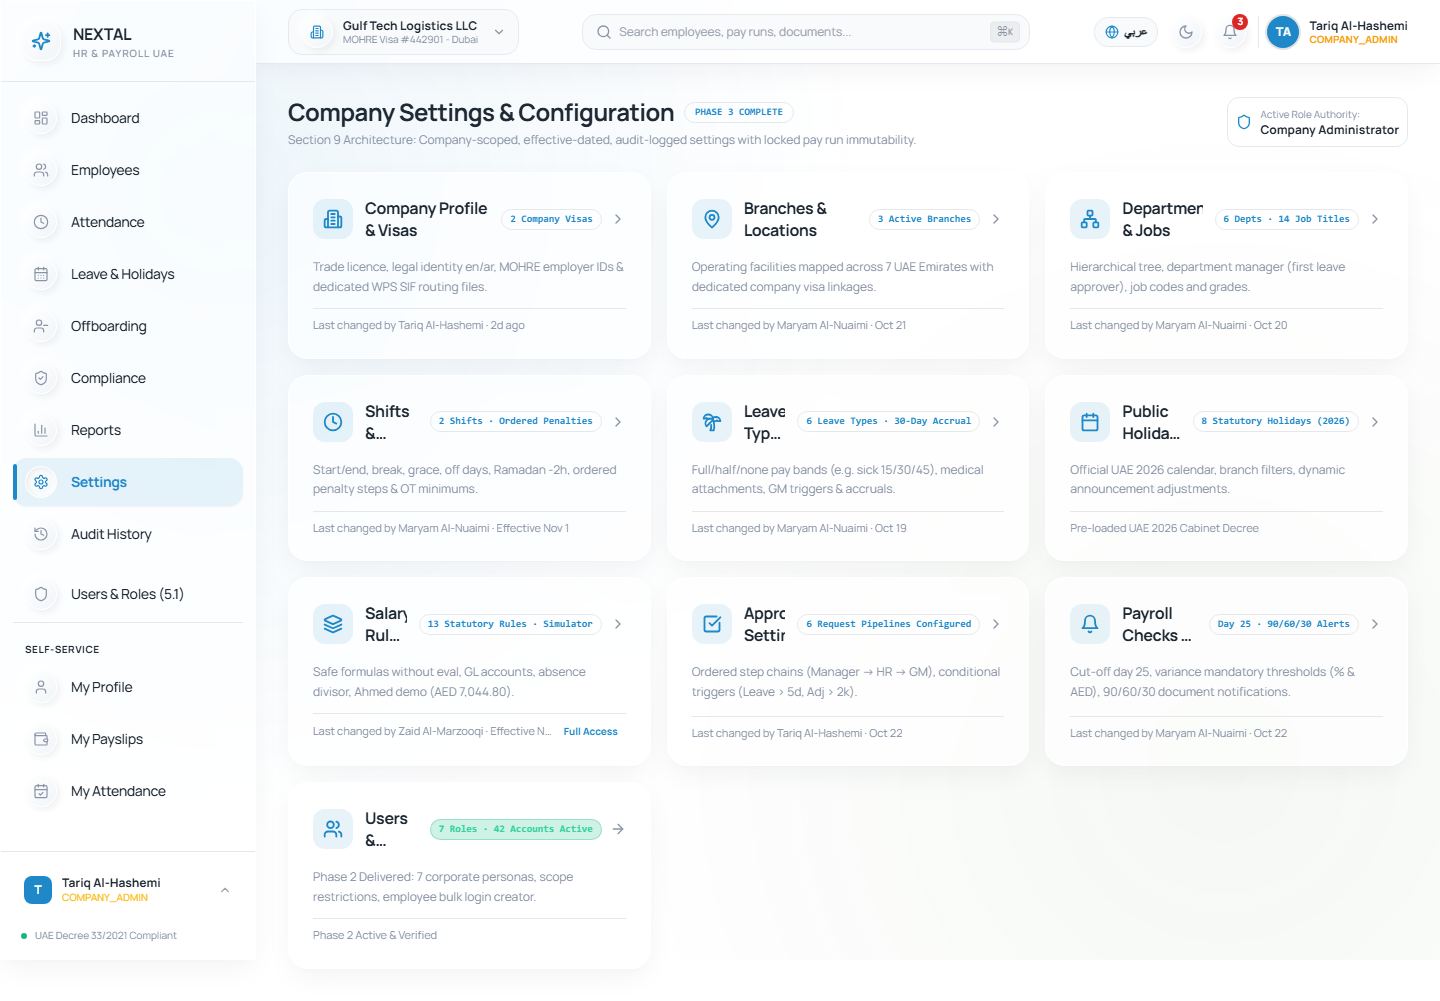 NEXTAL
HR & PAYROLL UAE
Gulf Tech Logistics LLC
MOHRE Visa #442901 - Dubai
Search employees, pay runs, documents...
⌘K
عربي
3
TA
Tariq Al-Hashemi
COMPANY_ADMIN
Dashboard
Employees
Attendance
Leave & Holidays
Offboarding
Compliance
Reports
Settings
Audit History
Users & Roles (5.1)
SELF-SERVICE
My Profile
My Payslips
My Attendance
T
Tariq Al-Hashemi
COMPANY_ADMIN
UAE Decree 33/2021 Compliant
Company Settings & Configuration
PHASE 3 COMPLETE
Section 9 Architecture: Company-scoped, effective-dated, audit-logged settings with locked pay run immutability.
Active Role Authority:
Company Administrator
Company Profile
& Visas
2 Company Visas
Trade licence, legal identity en/ar, MOHRE employer IDs &
dedicated WPS SIF routing files.
Last changed by Tariq Al-Hashemi · 2d ago
Branches &
Locations
3 Active Branches
Operating facilities mapped across 7 UAE Emirates with
dedicated company visa linkages.
Last changed by Maryam Al-Nuaimi · Oct 21
Departmen
& Jobs
6 Depts · 14 Job Titles
Hierarchical tree, department manager (first leave
approver), job codes and grades.
Last changed by Maryam Al-Nuaimi · Oct 20
Shifts
&...
2 Shifts · Ordered Penalties
Start/end, break, grace, off days, Ramadan -2h, ordered
penalty steps & OT minimums.
Last changed by Maryam Al-Nuaimi · Effective Nov 1
Leave
Typ...
6 Leave Types · 30-Day Accrual
Full/half/none pay bands (e.g. sick 15/30/45), medical
attachments, GM triggers & accruals.
Last changed by Maryam Al-Nuaimi · Oct 19
Public
Holida...
8 Statutory Holidays (2026)
Official UAE 2026 calendar, branch filters, dynamic
announcement adjustments.
Pre-loaded UAE 2026 Cabinet Decree
Salary
Rul...
13 Statutory Rules · Simulator
Safe formulas without eval, GL accounts, absence
divisor, Ahmed demo (AED 7,044.80).
Last changed by Zaid Al-Marzooqi · Effective N...
Full Access
Appro
Settin
6 Request Pipelines Configured
Ordered step chains (Manager → HR → GM), conditional
triggers (Leave > 5d, Adj > 2k).
Last changed by Tariq Al-Hashemi · Oct 22
Payroll
Checks ...
Day 25 · 90/60/30 Alerts
Cut-off day 25, variance mandatory thresholds (% &
AED), 90/60/30 document notifications.
Last changed by Maryam Al-Nuaimi · Oct 22
Users
&...
7 Roles · 42 Accounts Active
Phase 2 Delivered: 7 corporate personas, scope
restrictions, employee bulk login creator.
Phase 2 Active & Verified